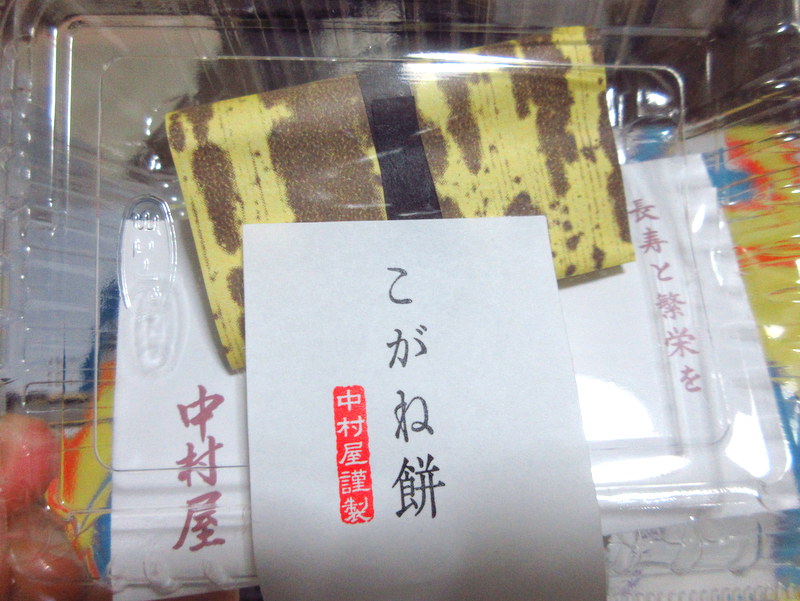 長寿と繁栄を
こがね餅
中村屋謹製
中村屋